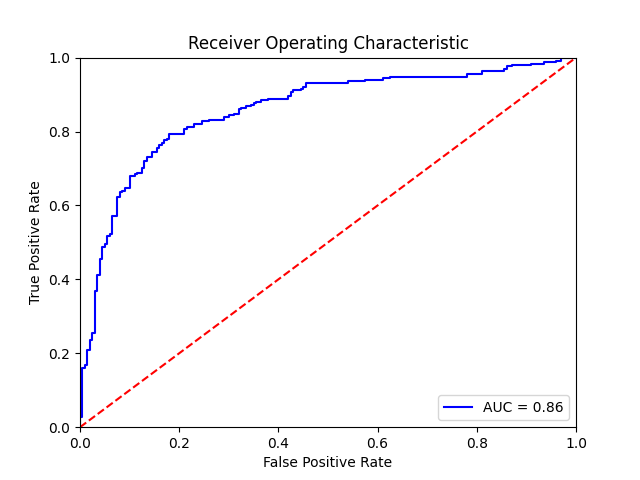 Receiver Operating Characteristic
1.0
0.8
0.6
0.4
0.2
0.0
True Positive Rate
AUC = 0.86
0.0 0.2 0.4 0.6 0.8 1.0
False Positive Rate